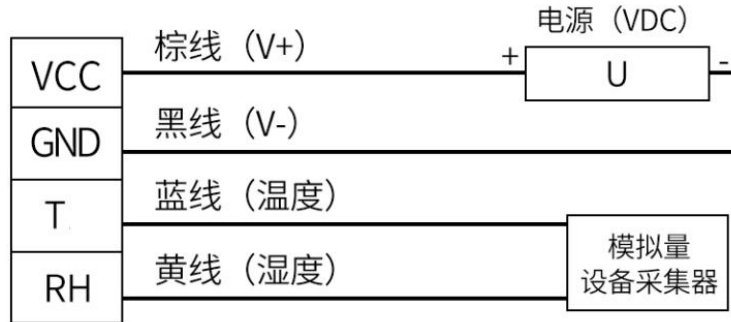 电源（VDC）
VCC 棕线（V+） + U -
GND 黑线（V-）
T 蓝线（温度）
RH 黄线（湿度）
模拟量
设备采集器